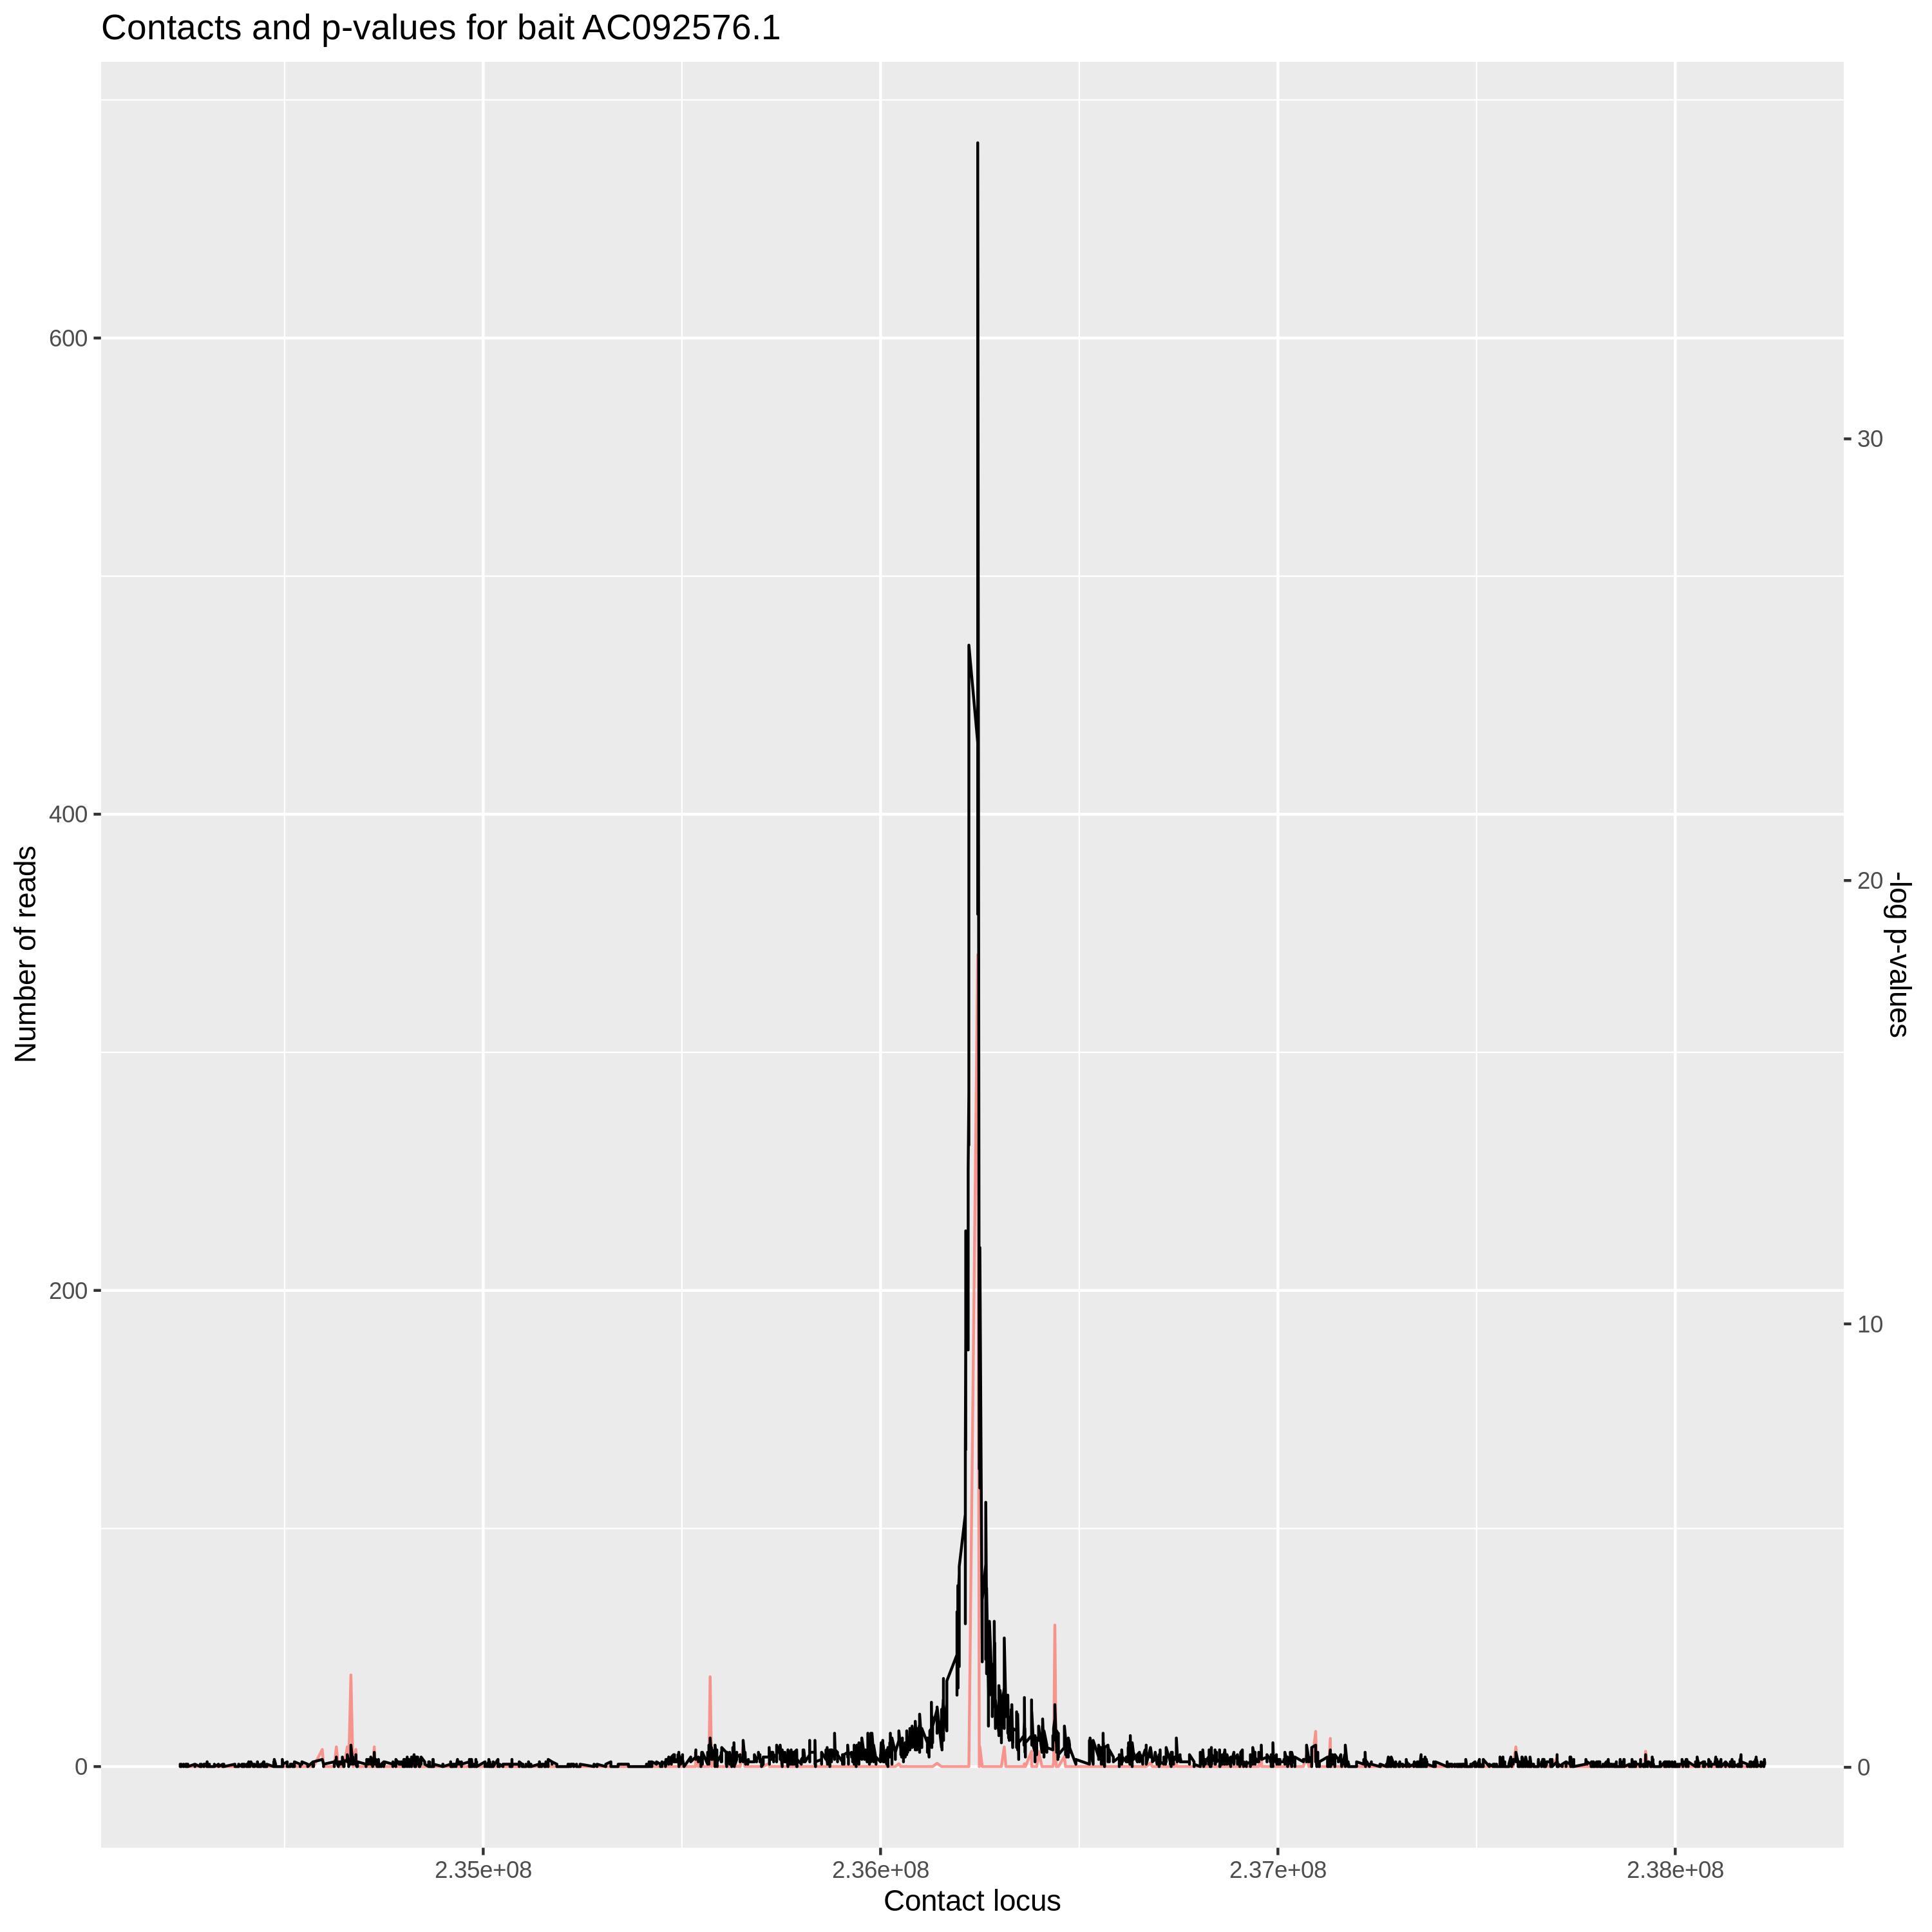 Contacts and p-values for bait AC092576.1
600
400
200
0
Number of reads
30
20
10
0
-log p-values
2.35e+08
2.36e+08
2.37e+08
2.38e+08
Contact locus